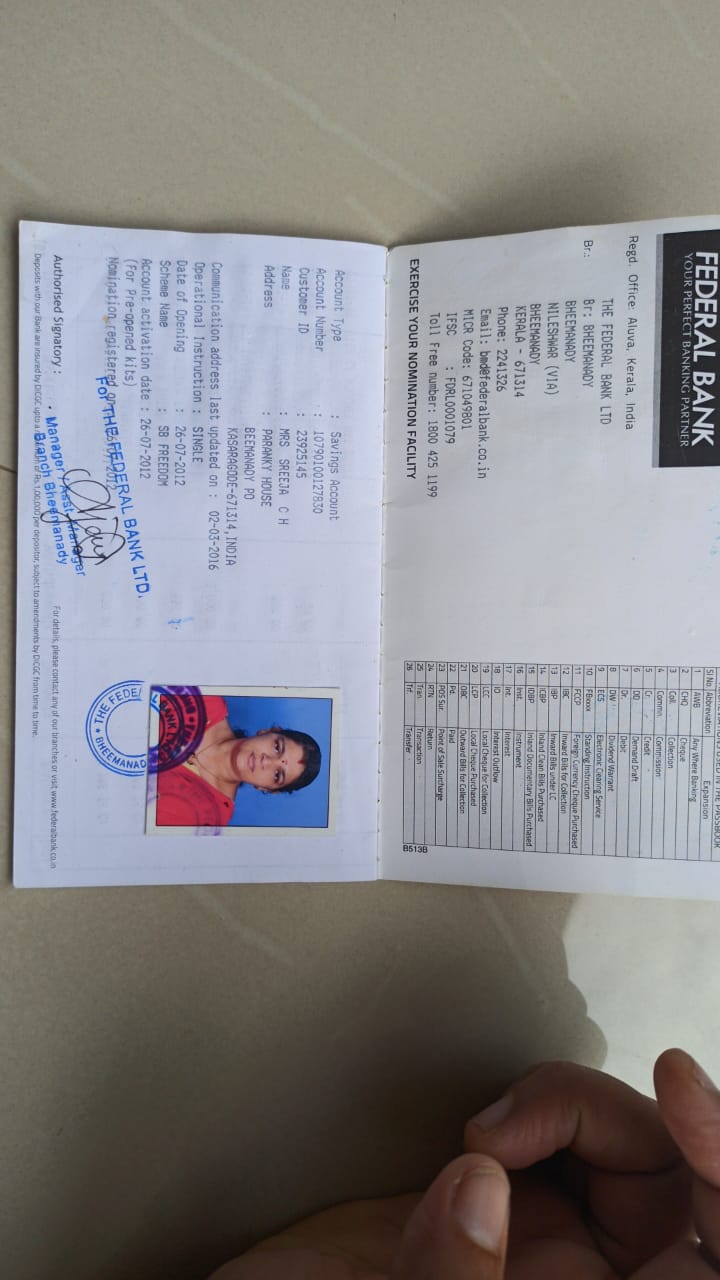 FEDERAL BANK
YOUR PERFECT BANKING PARTNER
Regd. Office: Aluva, Kerala, India
THE FEDERAL BANK LTD
Br.: Br: BHEEMANADY
BHEEMANADY
NILESHWAR (VIA)
BHEEMANADY
KERALA - 671314
Phone: 2241326
Email: bmd@federalbank.co.in
MICR Code: 671049801
IFSC : FDRL0001079
Toll Free number: 1800 425 1199
EXERCISE YOUR NOMINATION FACILITY
USED IN THE PASSBOOK
Sl No. Abbreviation Expansion
1 AWB Any Where Banking
2 CHQ Cheque
3 Coll. Collection
4 Commn. Commission
5 Cr. Credit
6 DD Demand Draft
7 Dr. Debit
8 DW Dividend Warrant
9 ECS Electronic Clearing Service
10 FBxxxx Standing Instruction
11 FCCP Foreign Currency Cheque Purchased
12 IBC Inward Bills for Collection
13 IBP Inward Bills under LC
14 ICBP Inland Clean Bills Purchased
15 IDBP Inland Documentary Bills Purchased
16 Inst. Instrument
17 Int. Interest
18 IO Interest Outflow
19 LCC Local Cheque for Collection
20 LCP Local Cheque Purchased
21 OBC Outward Bills for Collection
22 Pd. Paid
23 POS Sur. Point of Sale Surcharge
24 RTN Return
25 Tran Transaction
26 Trf. Transfer
B513B
Account Type : Savings Account
Account Number : 10790100127830
Customer ID : 23925145
Name : MRS SREEJA C H
Address : PARANKY HOUSE
BEEMANADY PO
KASARAGODE-671314,INDIA
Communication address last updated on : 02-03-2016
Operational Instruction : SINGLE
Date of Opening : 26-07-2012
Scheme Name : SB FREEDOM
Account activation date : 26-07-2012
(For Pre-opened kits)
Nomination registered on
For THE FEDERAL BANK LTD.
Manager/Asst. Manager
Branch Bheemanady
THE FEDE
BHEEMANAD
Authorised Signatory :
For details, please contact any of our branches or visit www.federalbank.co.in
Deposits with our Bank are insured by DICGC upto a of Rs.1,00,000 per depositor, subject to amendments by DICGC from time to time.